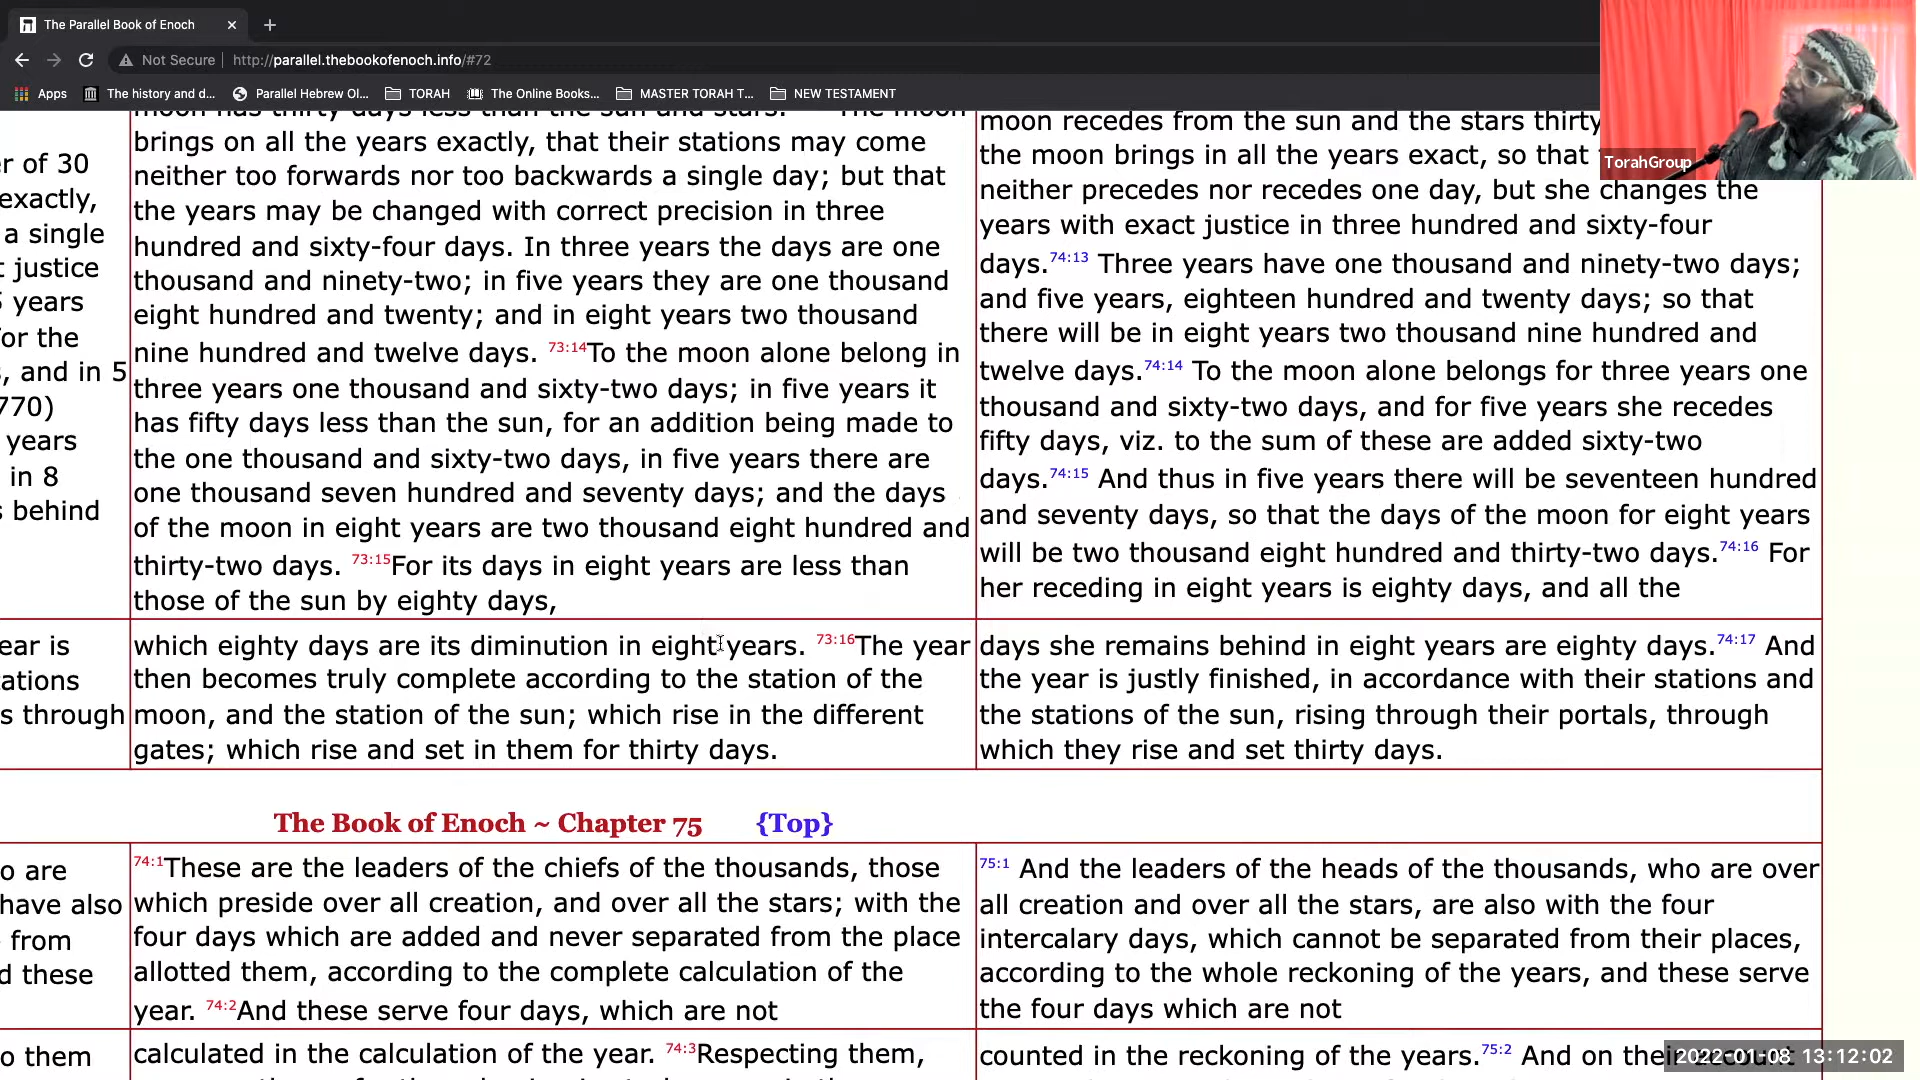 The Parallel Book of Enoch
Not Secure | http://parallel.thebookofenoch.info/#72
Apps The history and d... Parallel Hebrew Ol... TORAH The Online Books... MASTER TORAH T... NEW TESTAMENT
TorahGroup
er of 30
exactly,
a single
t justice
5 years
for the
s, and in 5
770)
years
in 8
s behind
moon has thirty days less than the sun and stars. The moon
brings on all the years exactly, that their stations may come
neither too forwards nor too backwards a single day; but that
the years may be changed with correct precision in three
hundred and sixty-four days. In three years the days are one
thousand and ninety-two; in five years they are one thousand
eight hundred and twenty; and in eight years two thousand
nine hundred and twelve days. 73:14To the moon alone belong in
three years one thousand and sixty-two days; in five years it
has fifty days less than the sun, for an addition being made to
the one thousand and sixty-two days, in five years there are
one thousand seven hundred and seventy days; and the days
of the moon in eight years are two thousand eight hundred and
thirty-two days. 73:15For its days in eight years are less than
those of the sun by eighty days,
moon recedes from the sun and the stars thirty
the moon brings in all the years exact, so that
neither precedes nor recedes one day, but she changes the
years with exact justice in three hundred and sixty-four
days.74:13 Three years have one thousand and ninety-two days;
and five years, eighteen hundred and twenty days; so that
there will be in eight years two thousand nine hundred and
twelve days.74:14 To the moon alone belongs for three years one
thousand and sixty-two days, and for five years she recedes
fifty days, viz. to the sum of these are added sixty-two
days.74:15 And thus in five years there will be seventeen hundred
and seventy days, so that the days of the moon for eight years
will be two thousand eight hundred and thirty-two days.74:16 For
her receding in eight years is eighty days, and all the
ear is
tations
s through
which eighty days are its diminution in eight years. 73:16The year
then becomes truly complete according to the station of the
moon, and the station of the sun; which rise in the different
gates; which rise and set in them for thirty days.
days she remains behind in eight years are eighty days.74:17 And
the year is justly finished, in accordance with their stations and
the stations of the sun, rising through their portals, through
which they rise and set thirty days.
The Book of Enoch ~ Chapter 75 {Top}
o are
have also
from
d these
74:1These are the leaders of the chiefs of the thousands, those
which preside over all creation, and over all the stars; with the
four days which are added and never separated from the place
allotted them, according to the complete calculation of the
year. 74:2And these serve four days, which are not
75:1 And the leaders of the heads of the thousands, who are over
all creation and over all the stars, are also with the four
intercalary days, which cannot be separated from their places,
according to the whole reckoning of the years, and these serve
the four days which are not
o them
calculated in the calculation of the year. 74:3Respecting them,
counted in the reckoning of the years.75:2 And on their account
2022-01-08 13:12:02